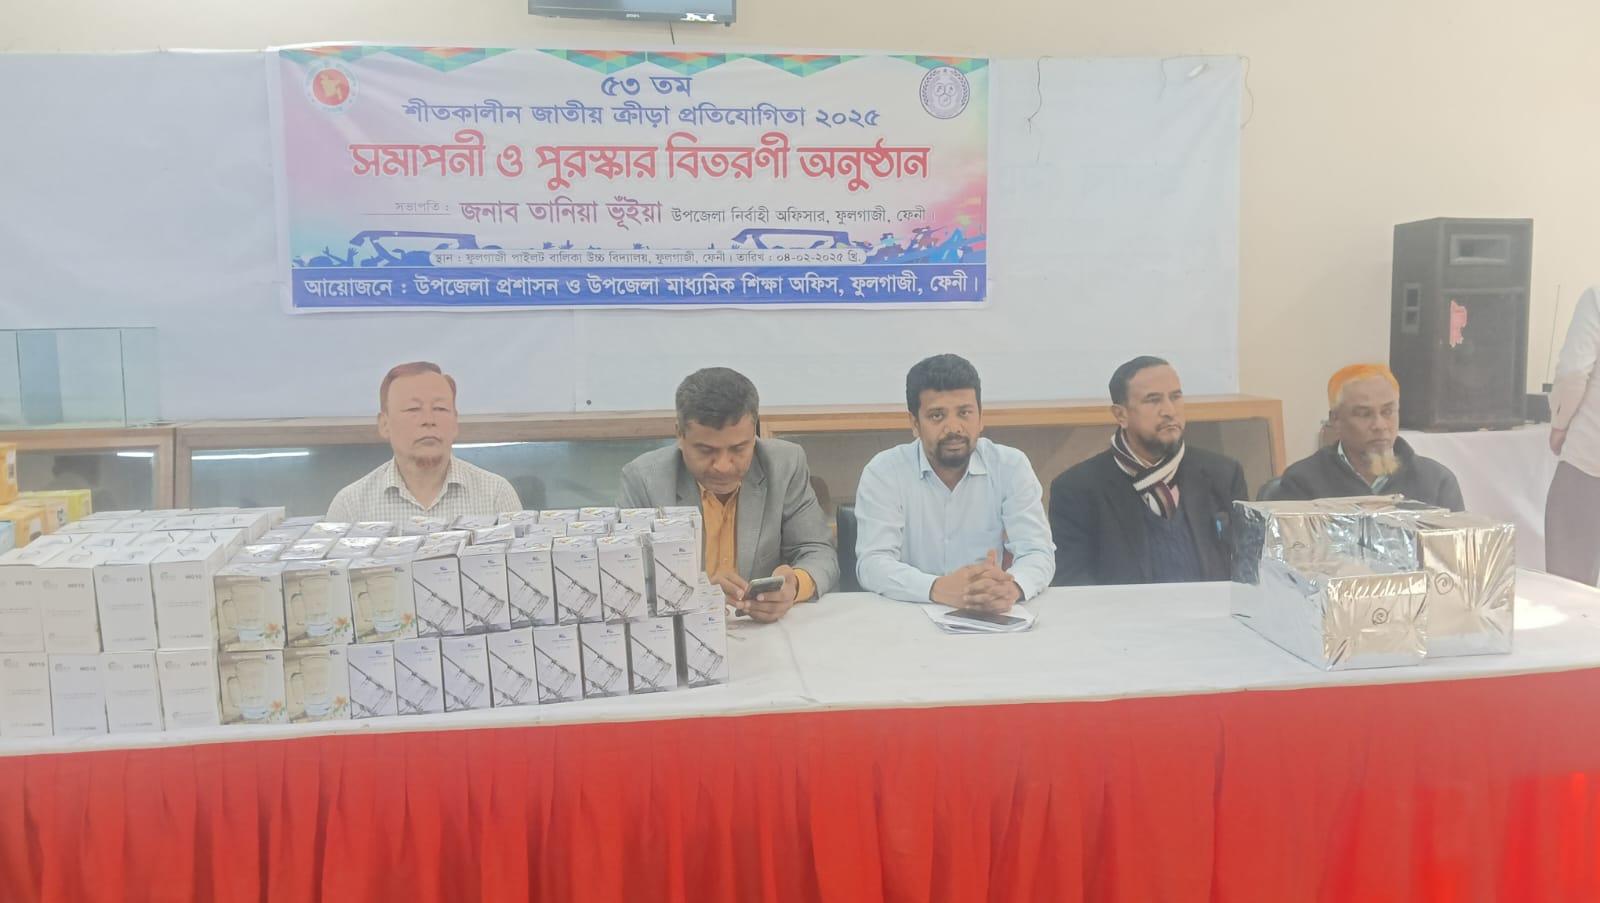 ৫৩ তম
শীতকালীন জাতীয় ক্রীড়া প্রতিযোগিতা ২০২৫
সমাপনী ও পুরস্কার বিতরণী অনুষ্ঠান
সভাপতি : জনাব তানিয়া ভূঁইয়া উপজেলা নির্বাহী অফিসার, ফুলগাজী, ফেনী।
স্থান : ফুলগাজী পাইলট বালিকা উচ্চ বিদ্যালয়, ফুলগাজী, ফেনী। তারিখ : ০৪-০২-২০২৫ খ্রি.
আয়োজনে : উপজেলা প্রশাসন ও উপজেলা মাধ্যমিক শিক্ষা অফিস, ফুলগাজী, ফেনী।